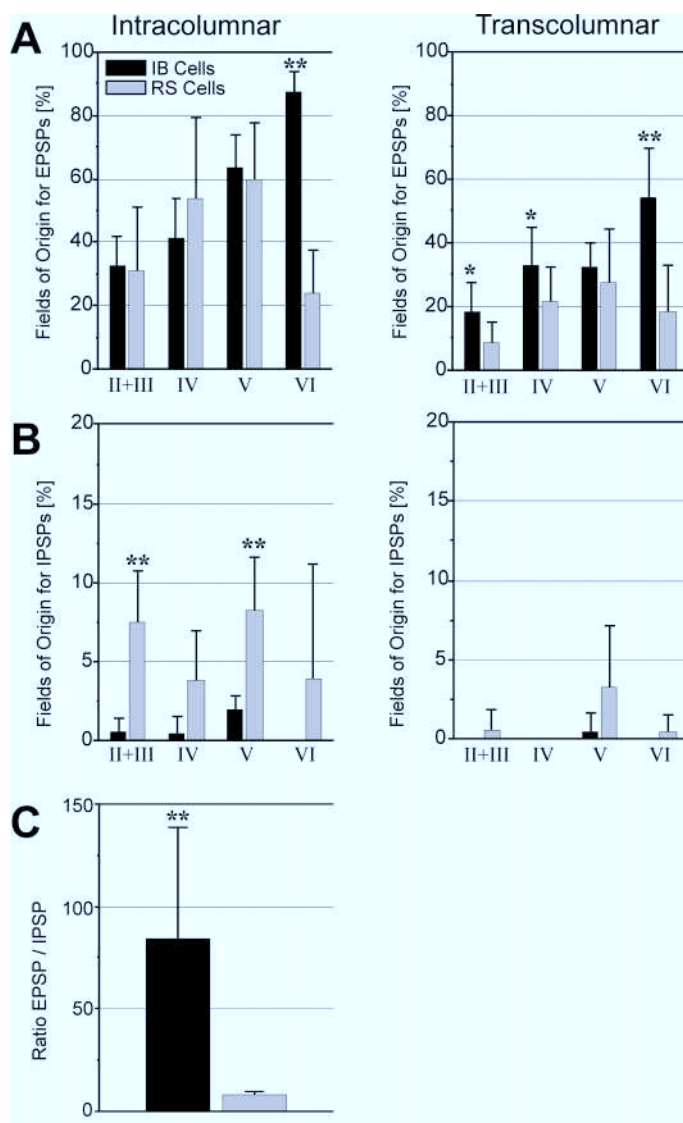 Intracolumnar
Transcolumnar
A
Fields of Origin for EPSPs [%]
100
80
60
40
20
0
IB Cells
RS Cells
**
II+III IV V VI
Fields of Origin for EPSPs [%]
100
80
60
40
20
0
* * **
II+III IV V VI
B
Fields of Origin for IPSPs [%]
20
15
10
5
0
** **
II+III IV V VI
Fields of Origin for IPSPs [%]
20
15
10
5
0
II+III IV V VI
C
Ratio EPSP / IPSP
150
100
50
0
**